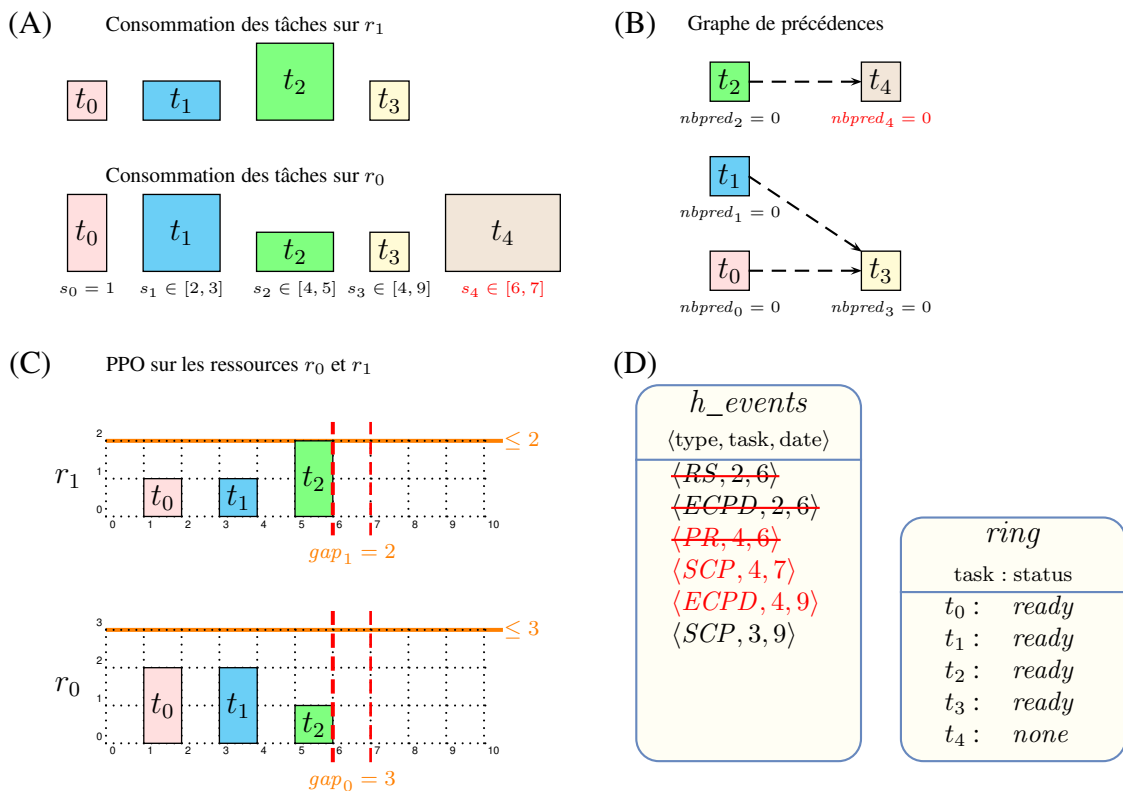 (A) Consommation des tâches sur r1
t0 t1 t2 t3
Consommation des tâches sur r0
t0 t1 t2 t3 t4
s0 = 1 s1 ∈ [2, 3] s2 ∈ [4, 5] s3 ∈ [4, 9] s4 ∈ [6, 7]
(B) Graphe de précédences
t2 t4
nbpred2 = 0 nbpred4 = 0
t1
nbpred1 = 0
t0 t3
nbpred0 = 0 nbpred3 = 0
(C) PPO sur les ressources r0 et r1
2 ≤ 2
r1 1 t0 t1 t2
0
0 1 2 3 4 5 6 7 8 9 10
gap1 = 2
3 ≤ 3
2
r0 t0 t1
1 t2
0
0 1 2 3 4 5 6 7 8 9 10
gap0 = 3
(D)
h_events
⟨type, task, date⟩
⟨RS, 2, 6⟩
⟨ECPD, 2, 6⟩
⟨PR, 4, 6⟩
⟨SCP, 4, 7⟩
⟨ECPD, 4, 9⟩
⟨SCP, 3, 9⟩
ring
task : status
t0 : ready
t1 : ready
t2 : ready
t3 : ready
t4 : none